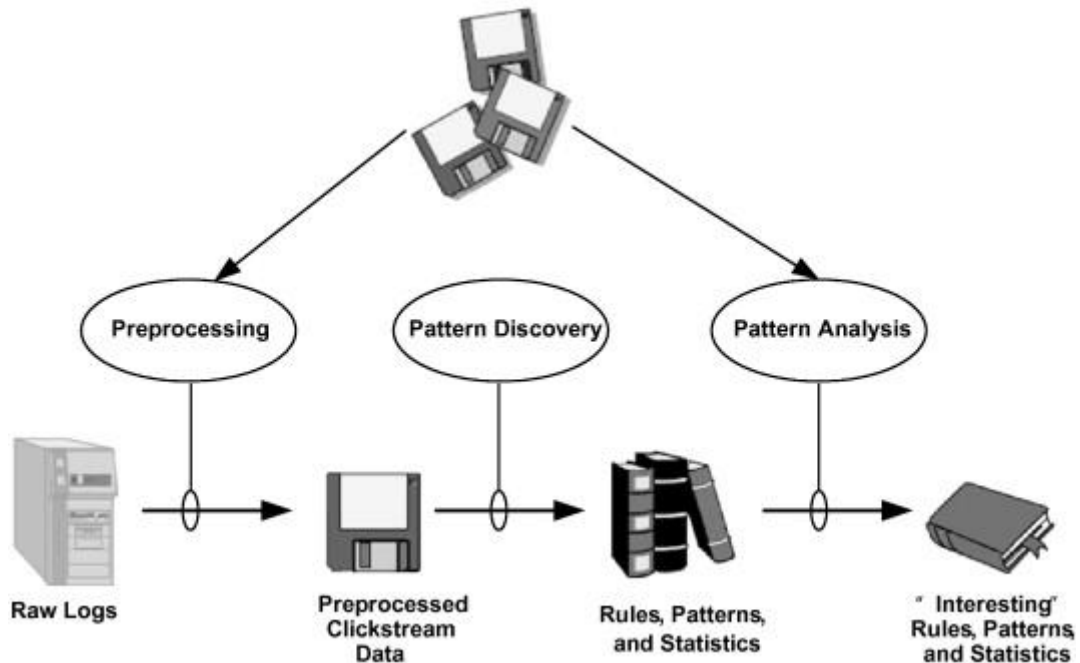 Preprocessing
Pattern Discovery
Pattern Analysis
Raw Logs
Preprocessed
Clickstream
Data
Rules, Patterns,
and Statistics
" Interesting"
Rules, Patterns,
and Statistics